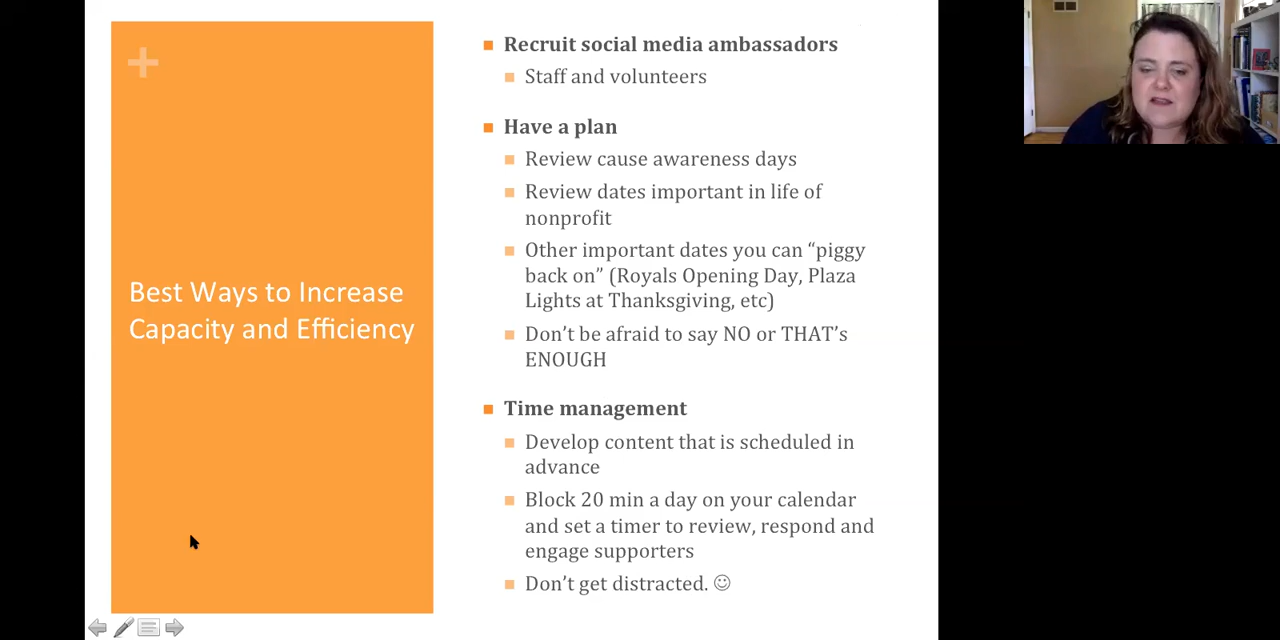 Best Ways to Increase
Capacity and Efficiency
Recruit social media ambassadors
Staff and volunteers
Have a plan
Review cause awareness days
Review dates important in life of
nonprofit
Other important dates you can “piggy
back on” (Royals Opening Day, Plaza
Lights at Thanksgiving, etc)
Don’t be afraid to say NO or THAT’s
ENOUGH
Time management
Develop content that is scheduled in
advance
Block 20 min a day on your calendar
and set a timer to review, respond and
engage supporters
Don’t get distracted. ☺